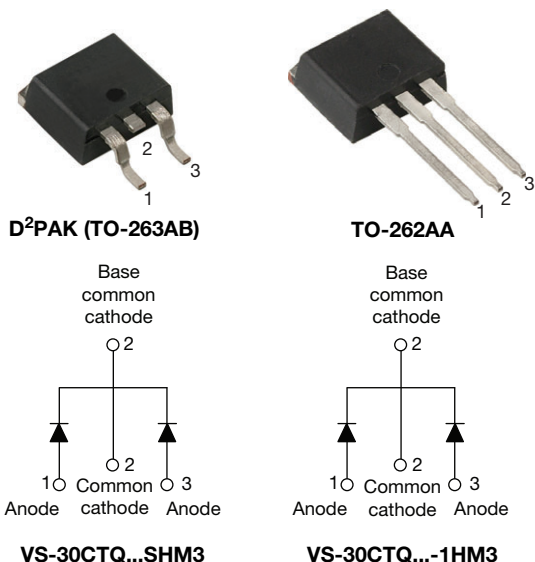 1
2
3
D²PAK (TO-263AB)
1
2
3
TO-262AA
Base
common
cathode
2
2
1
Common
3
Anode
cathode
Anode
VS-30CTQ...SHM3
Base
common
cathode
2
2
1
Common
3
Anode
cathode
Anode
VS-30CTQ...-1HM3